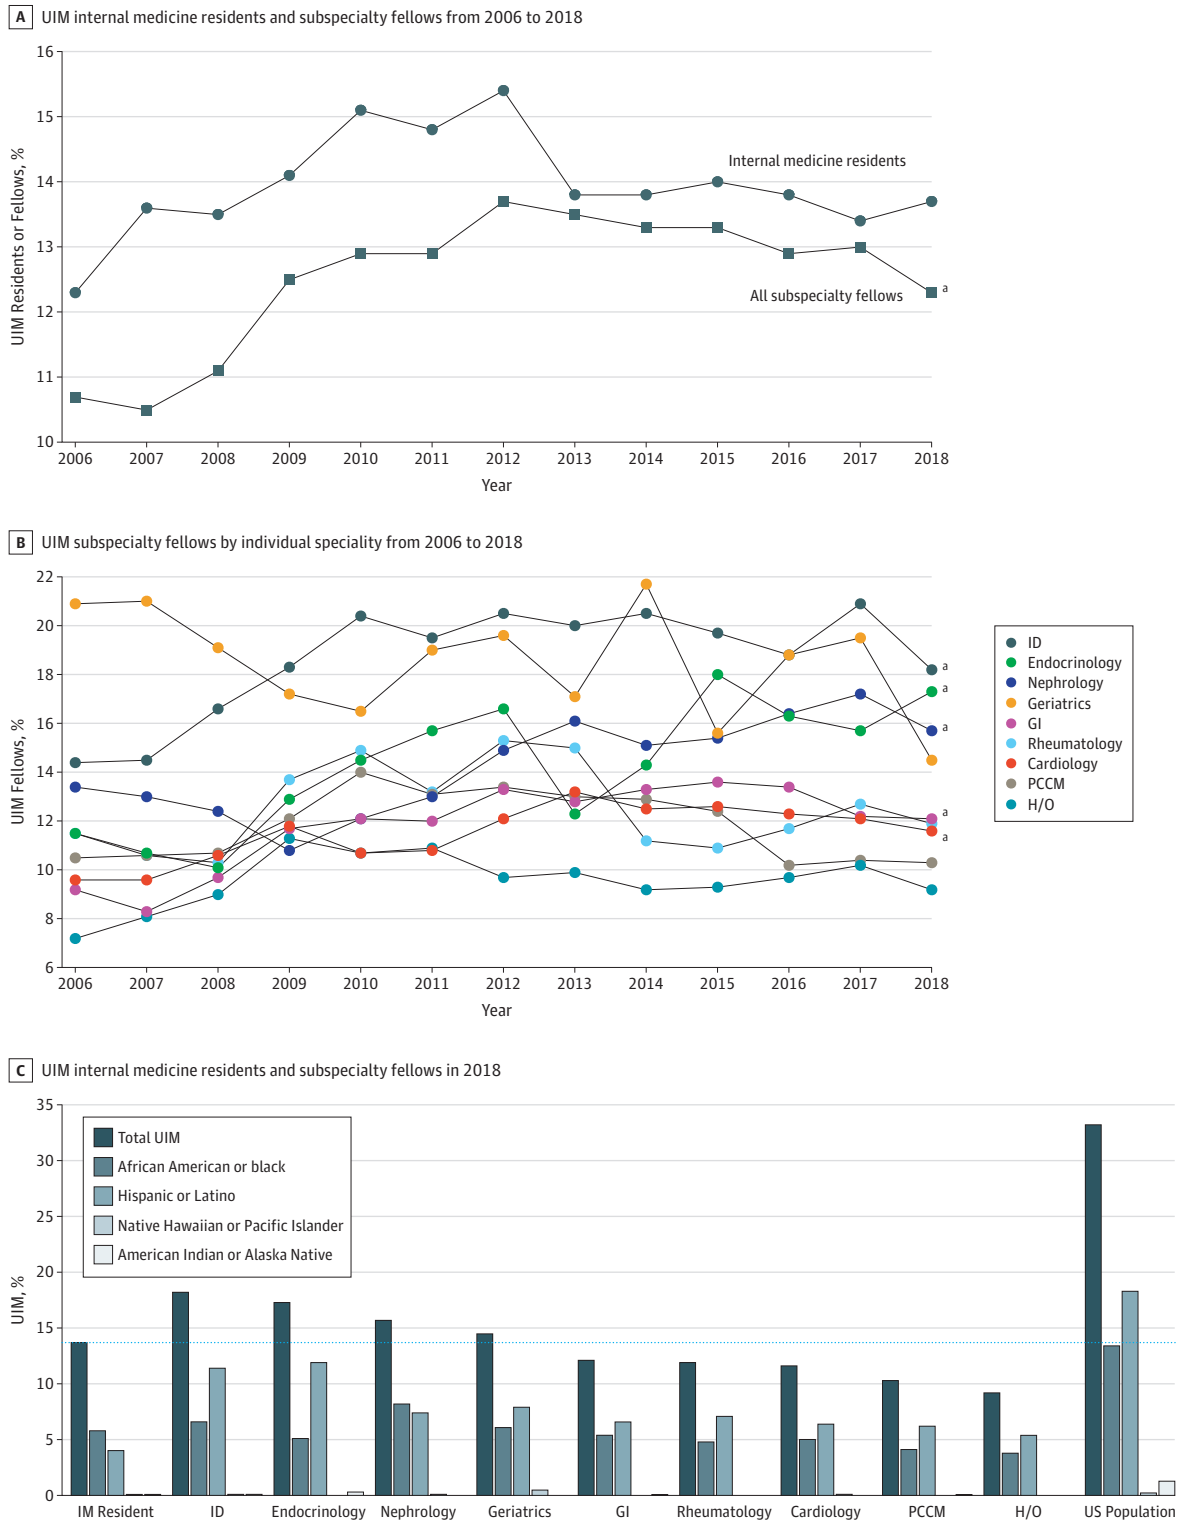 A UIM internal medicine residents and subspecialty fellows from 2006 to 2018
16
15
14
13
12
11
10
UIM Residents or Fellows, %
Internal medicine residents
All subspecialty fellows
a
2006 2007 2008 2009 2010 2011 2012 2013 2014 2015 2016 2017 2018
Year
B UIM subspecialty fellows by individual speciality from 2006 to 2018
22
20
18
16
14
12
10
8
6
UIM Fellows, %
a
a
a
a
a
2006 2007 2008 2009 2010 2011 2012 2013 2014 2015 2016 2017 2018
Year
ID
Endocrinology
Nephrology
Geriatrics
GI
Rheumatology
Cardiology
PCCM
H/O
C UIM internal medicine residents and subspecialty fellows in 2018
35
30
25
20
15
10
5
0
UIM, %
Total UIM
African American or black
Hispanic or Latino
Native Hawaiian or Pacific Islander
American Indian or Alaska Native
IM Resident ID Endocrinology Nephrology Geriatrics GI Rheumatology Cardiology PCCM H/O US Population